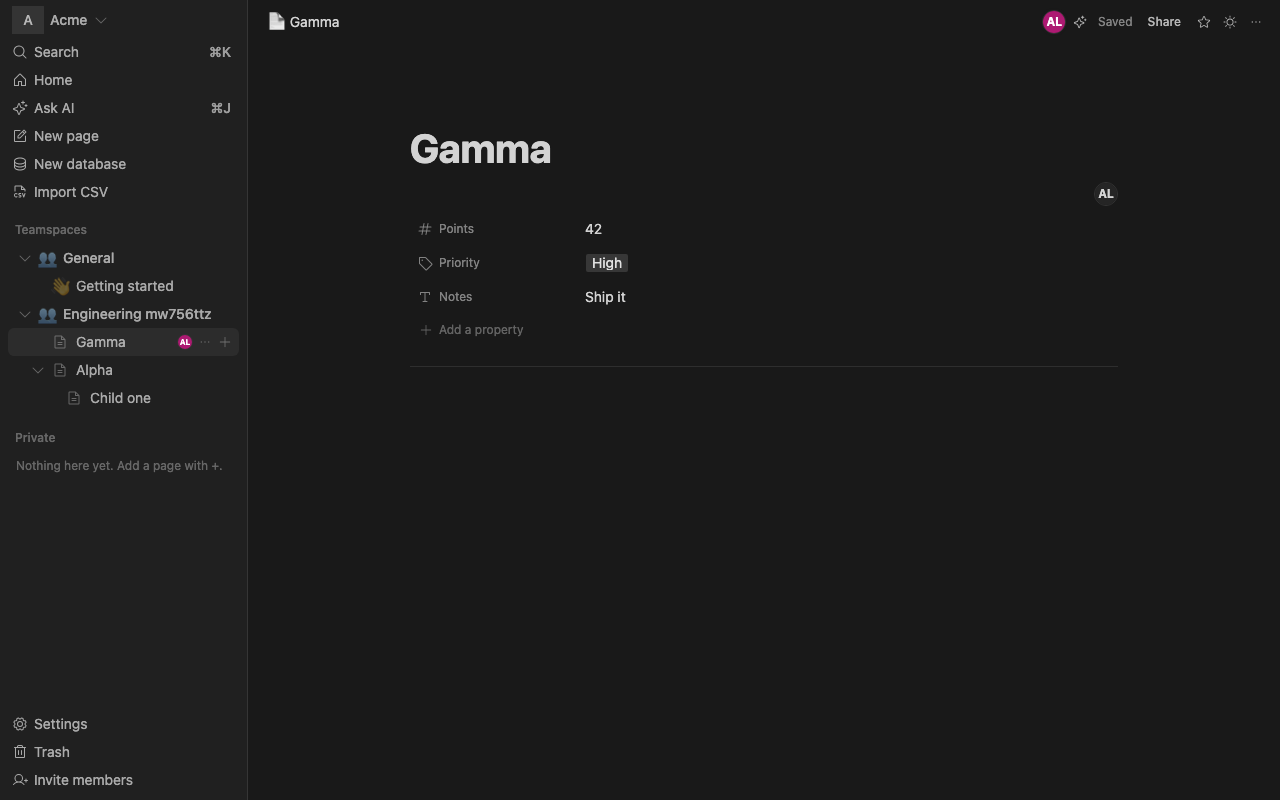 A Acme
Search ⌘K
Home
Ask AI ⌘J
New page
New database
CSV Import CSV
Teamspaces
General
Getting started
Engineering mw756ttz
Gamma AL
Alpha
Child one
Private
Nothing here yet. Add a page with +.
Settings
Trash
Invite members
Gamma
AL Saved Share
Gamma
AL
Points 42
Priority High
Notes Ship it
Add a property